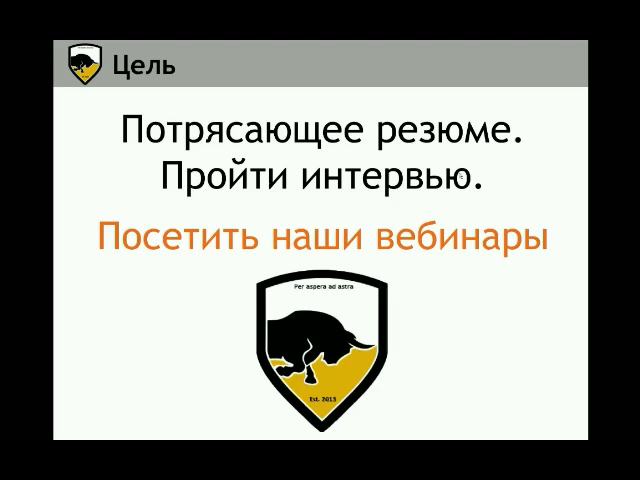 Цель
Потрясающее резюме.
Пройти интервью.
Посетить наши вебинары
Per aspera ad astra
Est. 2013